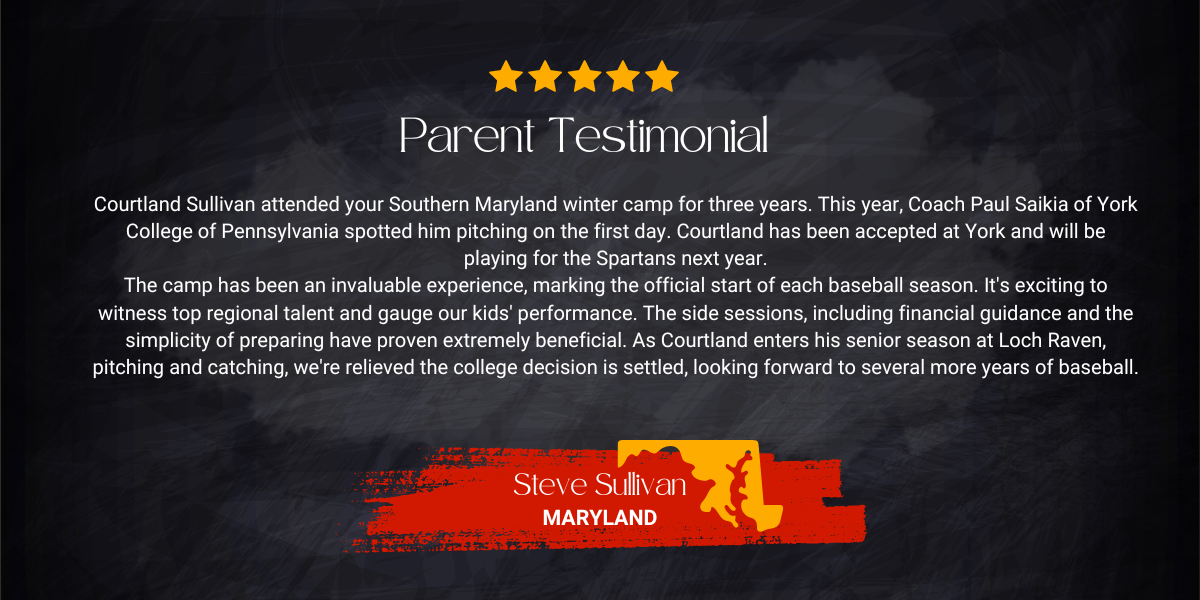 Parent Testimonial
Courtland Sullivan attended your Southern Maryland winter camp for three years. This year, Coach Paul Saikia of York
College of Pennsylvania spotted him pitching on the first day. Courtland has been accepted at York and will be
playing for the Spartans next year.
The camp has been an invaluable experience, marking the official start of each baseball season. It's exciting to
witness top regional talent and gauge our kids' performance. The side sessions, including financial guidance and the
simplicity of preparing have proven extremely beneficial. As Courtland enters his senior season at Loch Raven,
pitching and catching, we're relieved the college decision is settled, looking forward to several more years of baseball.
Steve Sullivan
MARYLAND